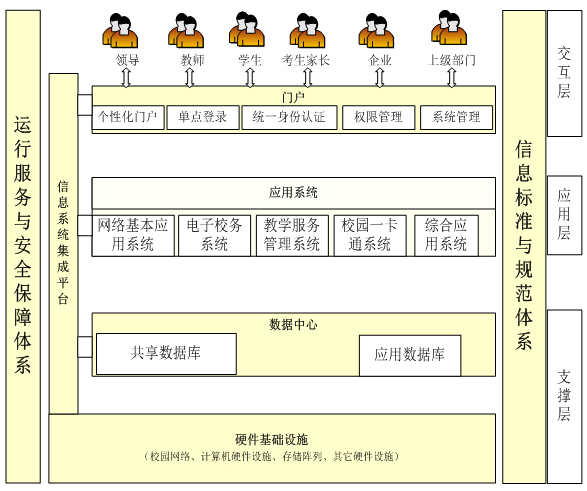 领导
教师
学生
考生家长
企业
上级部门
门户
个性化门户
单点登录
统一身份认证
权限管理
系统管理
应用系统
网络基本应
用系统
电子校务
系统
教学服务
管理系统
校园一卡
通系统
综合应
用系统
数据中心
共享数据库
应用数据库
硬件基础设施
（校园网络、计算机硬件设施、存储阵列、其它硬件设施）
运行服务与安全保障体系
信息系统集成平台
信息标准与规范体系
交互层
应用层
支撑层